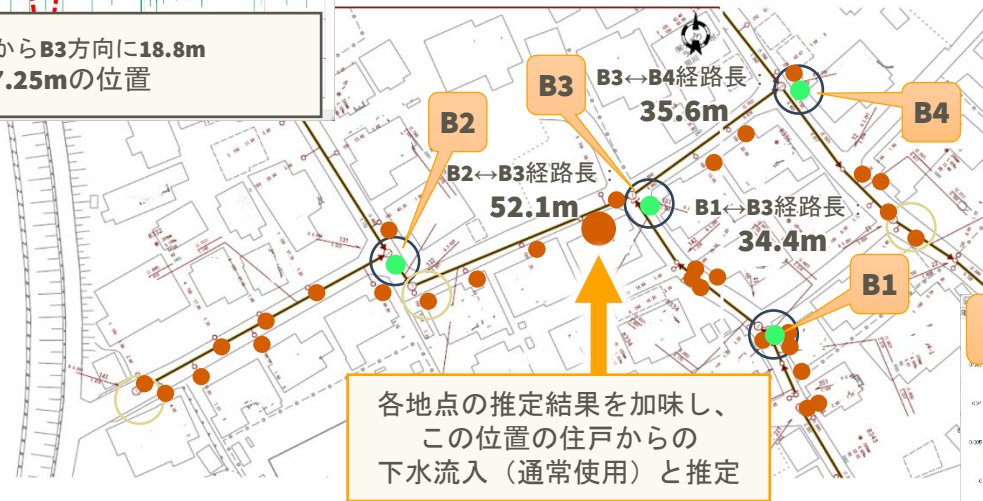 からB3方向に18.8m
7.25mの位置
B3
B3↔B4経路長：
35.6m
B4
B2
B2↔B3経路長：
52.1m
B1↔B3経路長：
34.4m
B1
各地点の推定結果を加味し、
この位置の住戸からの
下水流入（通常使用）と推定